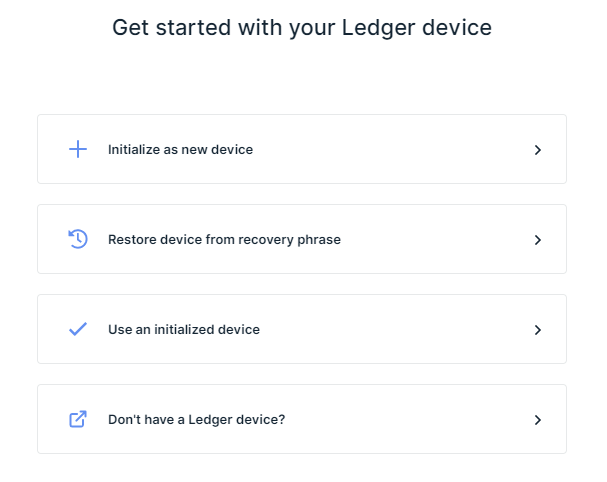 Get started with your Ledger device
Initialize as new device
Restore device from recovery phrase
Use an initialized device
Don't have a Ledger device?